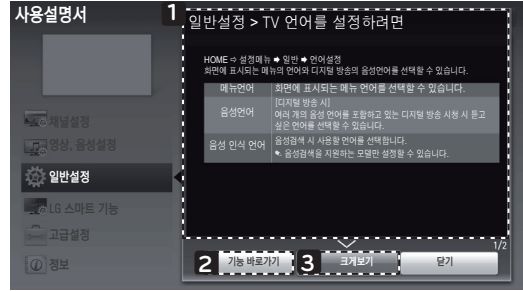 사용설명서
채널설정
영상, 음성설정
일반설정
LG 스마트 기능
고급설정
정보
1
일반설정 > TV 언어를 설정하려면
HOME ⇨ 설정메뉴 ➡ 일반 ➡ 언어설정
화면에 표시되는 메뉴의 언어와 디지털 방송의 음성언어를 선택할 수 있습니다.
메뉴언어 화면에 표시되는 메뉴 언어를 선택할 수 있습니다.
[디지털 방송 시]
음성언어 여러 개의 음성 언어를 포함하고 있는 디지털 방송 시청 시 듣고
싶은 언어를 선택할 수 있습니다.
음성 인식 언어 음성검색 시 사용할 언어를 선택합니다.
음성검색을 지원하는 모델만 설정할 수 있습니다.
1/2
2 기능 바로가기 3 크게보기 닫기